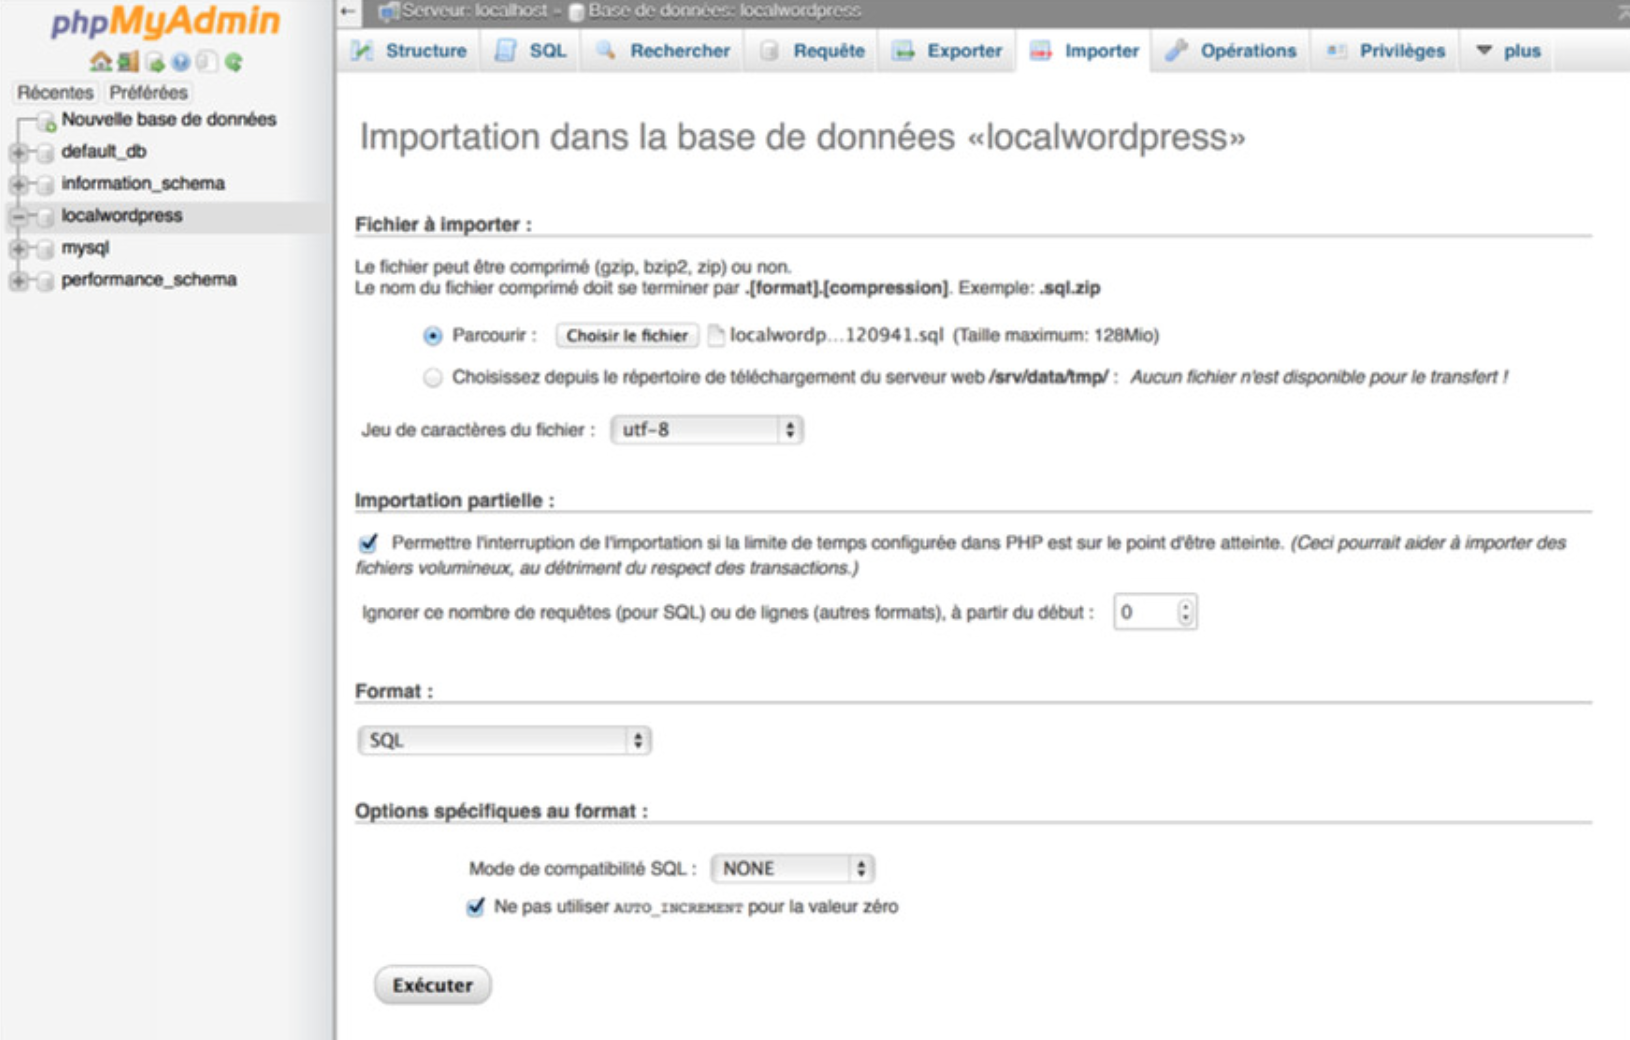 phpMyAdmin
Récentes Préférées
Nouvelle base de données
default_db
information_schema
localwordpress
mysql
performance_schema
Serveur: localhost » Base de données: localwordpress
Structure SQL Rechercher Requête Exporter Importer Opérations Privilèges plus
Importation dans la base de données «localwordpress»
Fichier à importer :
Le fichier peut être comprimé (gzip, bzip2, zip) ou non.
Le nom du fichier comprimé doit se terminer par .[format].[compression]. Exemple: .sql.zip
Parcourir : Choisir le fichier localwordp...120941.sql (Taille maximum: 128Mio)
Choisissez depuis le répertoire de téléchargement du serveur web /srv/data/tmp/ : Aucun fichier n'est disponible pour le transfert !
Jeu de caractères du fichier : utf-8
Importation partielle :
Permettre l'interruption de l'importation si la limite de temps configurée dans PHP est sur le point d'être atteinte. (Ceci pourrait aider à importer des
fichiers volumineux, au détriment du respect des transactions.)
Ignorer ce nombre de requêtes (pour SQL) ou de lignes (autres formats), à partir du début : 0
Format :
SQL
Options spécifiques au format :
Mode de compatibilité SQL : NONE
Ne pas utiliser AUTO_INCREMENT pour la valeur zéro
Exécuter